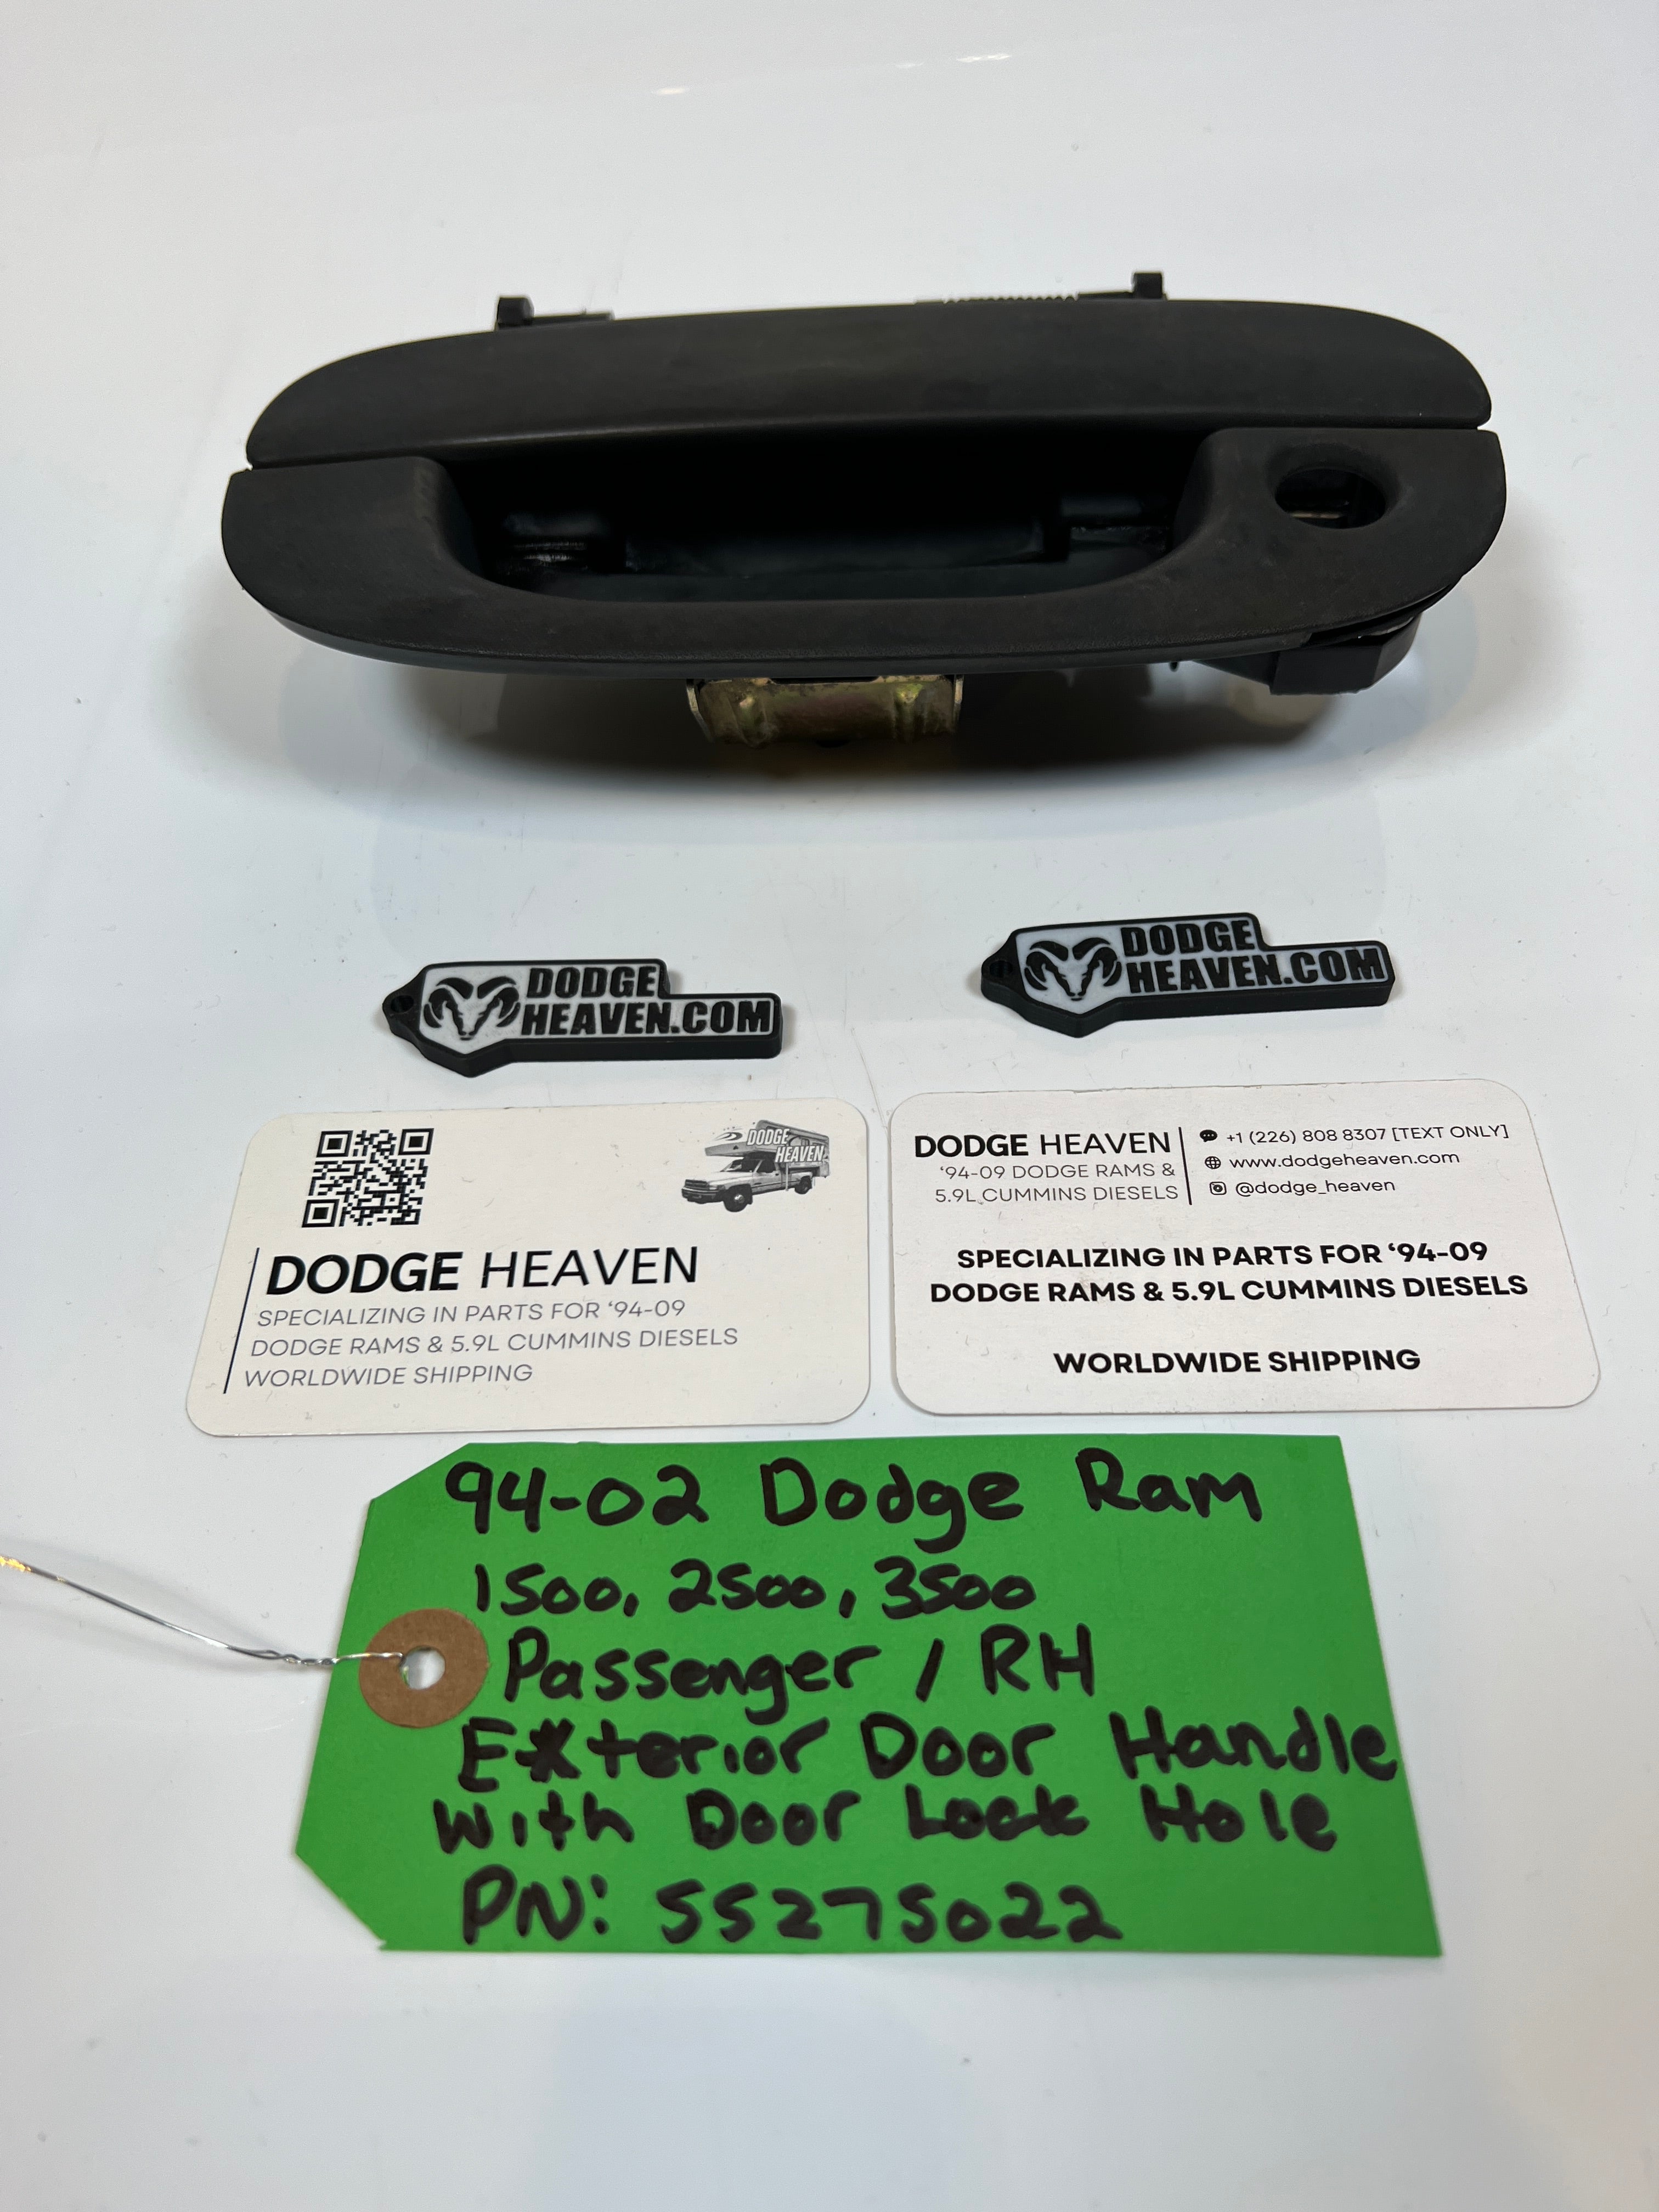 DODGE
HEAVEN.COM
DODGE
HEAVEN.COM
DODGE
HEAVEN
DODGE HEAVEN
SPECIALIZING IN PARTS FOR ‘94-09
DODGE RAMS & 5.9L CUMMINS DIESELS
WORLDWIDE SHIPPING
DODGE HEAVEN
‘94-09 DODGE RAMS &
5.9L CUMMINS DIESELS
+1 (226) 808 8307 [TEXT ONLY]
www.dodgeheaven.com
@dodge_heaven
SPECIALIZING IN PARTS FOR ‘94-09
DODGE RAMS & 5.9L CUMMINS DIESELS
WORLDWIDE SHIPPING
94-02 Dodge Ram
1500, 2500, 3500
Passenger / RH
Exterior Door Handle
With Door Lock Hole
PN: 55275022